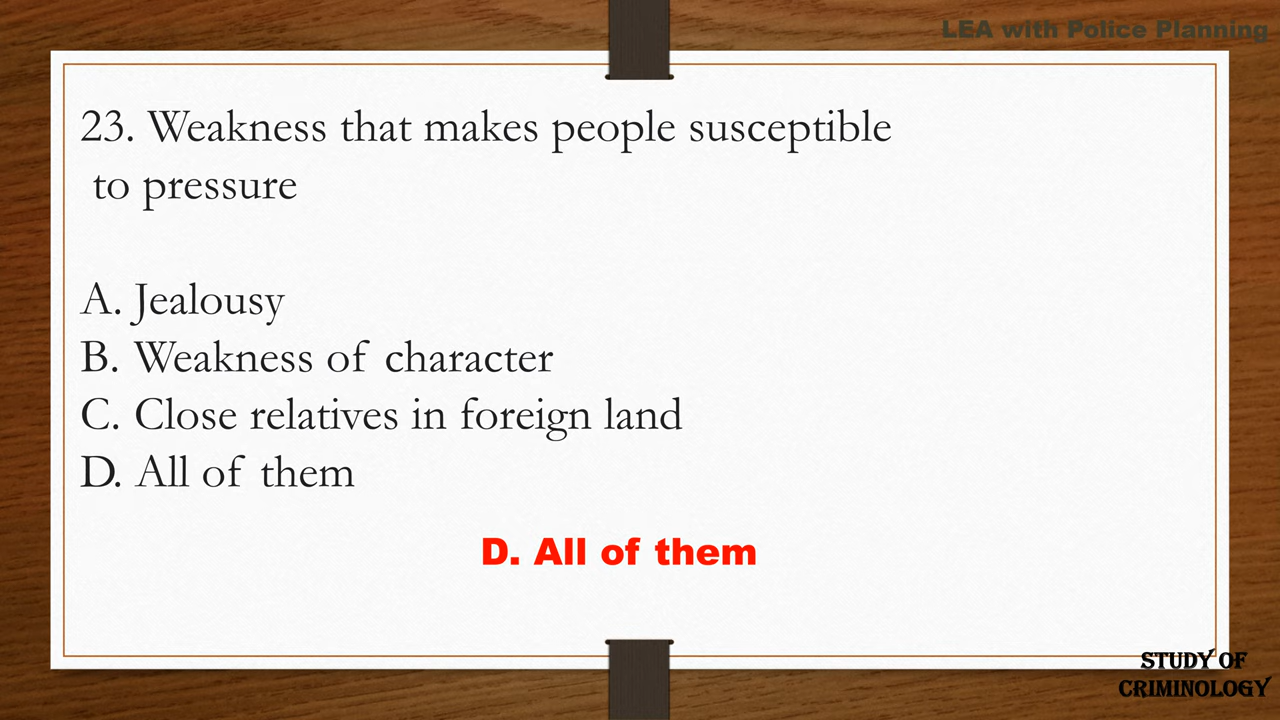 LEA with Police Planning
23. Weakness that makes people susceptible
to pressure
A. Jealousy
B. Weakness of character
C. Close relatives in foreign land
D. All of them
D. All of them
STUDY OF
CRIMINOLOGY